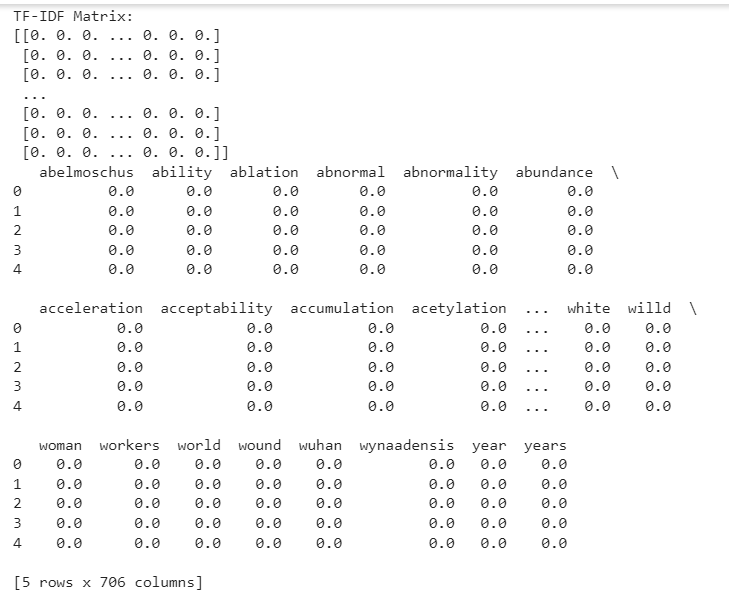 TF-IDF Matrix:
[[0. 0. 0. ... 0. 0. 0.]
 [0. 0. 0. ... 0. 0. 0.]
 [0. 0. 0. ... 0. 0. 0.]
 ...
 [0. 0. 0. ... 0. 0. 0.]
 [0. 0. 0. ... 0. 0. 0.]
 [0. 0. 0. ... 0. 0. 0.]]
   abelmoschus  ability  ablation  abnormal  abnormality  abundance  \
0          0.0      0.0       0.0       0.0          0.0        0.0
1          0.0      0.0       0.0       0.0          0.0        0.0
2          0.0      0.0       0.0       0.0          0.0        0.0
3          0.0      0.0       0.0       0.0          0.0        0.0
4          0.0      0.0       0.0       0.0          0.0        0.0

   acceleration  acceptability  accumulation  acetylation  ...  white  willd  \
0           0.0            0.0           0.0          0.0  ...    0.0    0.0
1           0.0            0.0           0.0          0.0  ...    0.0    0.0
2           0.0            0.0           0.0          0.0  ...    0.0    0.0
3           0.0            0.0           0.0          0.0  ...    0.0    0.0
4           0.0            0.0           0.0          0.0  ...    0.0    0.0

   woman  workers  world  wound  wuhan  wynaadensis  year  years
0    0.0      0.0    0.0    0.0    0.0          0.0   0.0    0.0
1    0.0      0.0    0.0    0.0    0.0          0.0   0.0    0.0
2    0.0      0.0    0.0    0.0    0.0          0.0   0.0    0.0
3    0.0      0.0    0.0    0.0    0.0          0.0   0.0    0.0
4    0.0      0.0    0.0    0.0    0.0          0.0   0.0    0.0

[5 rows x 706 columns]